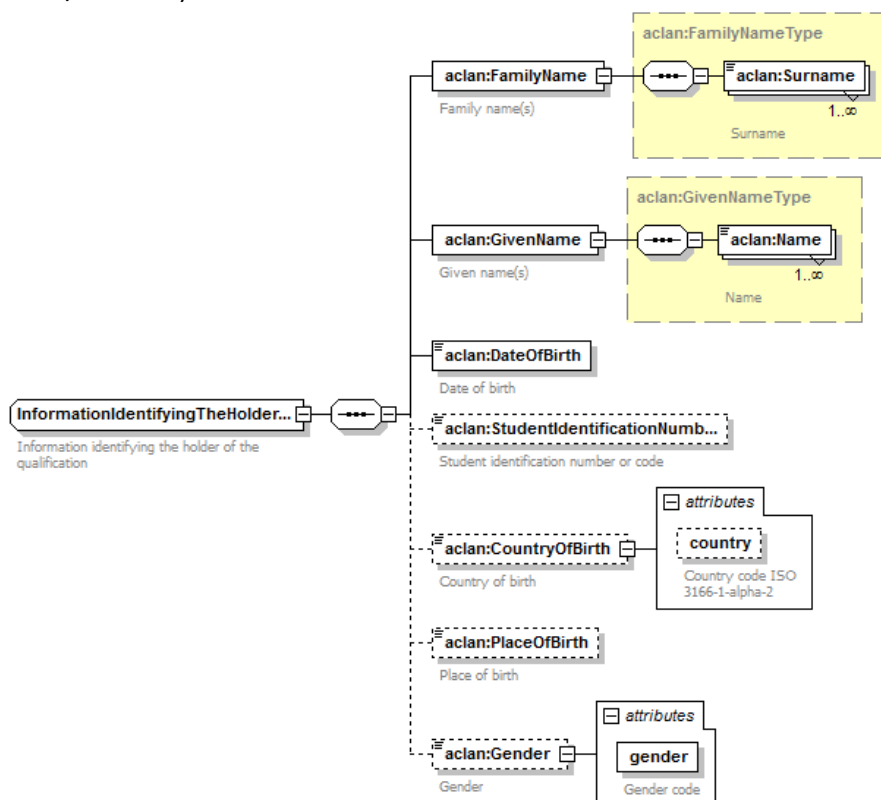 aclan:FamilyNameType
aclan:FamilyName
aclan:Surname
1..∞
Family name(s)
Surname
aclan:GivenNameType
aclan:GivenName
aclan:Name
1..∞
Given name(s)
Name
aclan:DateOfBirth
Date of birth
InformationIdentifyingTheHolder...
Information identifying the holder of the
qualification
aclan:StudentIdentificationNumb...
Student identification number or code
attributes
aclan:CountryOfBirth
country
Country of birth
Country code ISO
3166-1-alpha-2
aclan:PlaceOfBirth
Place of birth
attributes
aclan:Gender
gender
Gender
Gender code